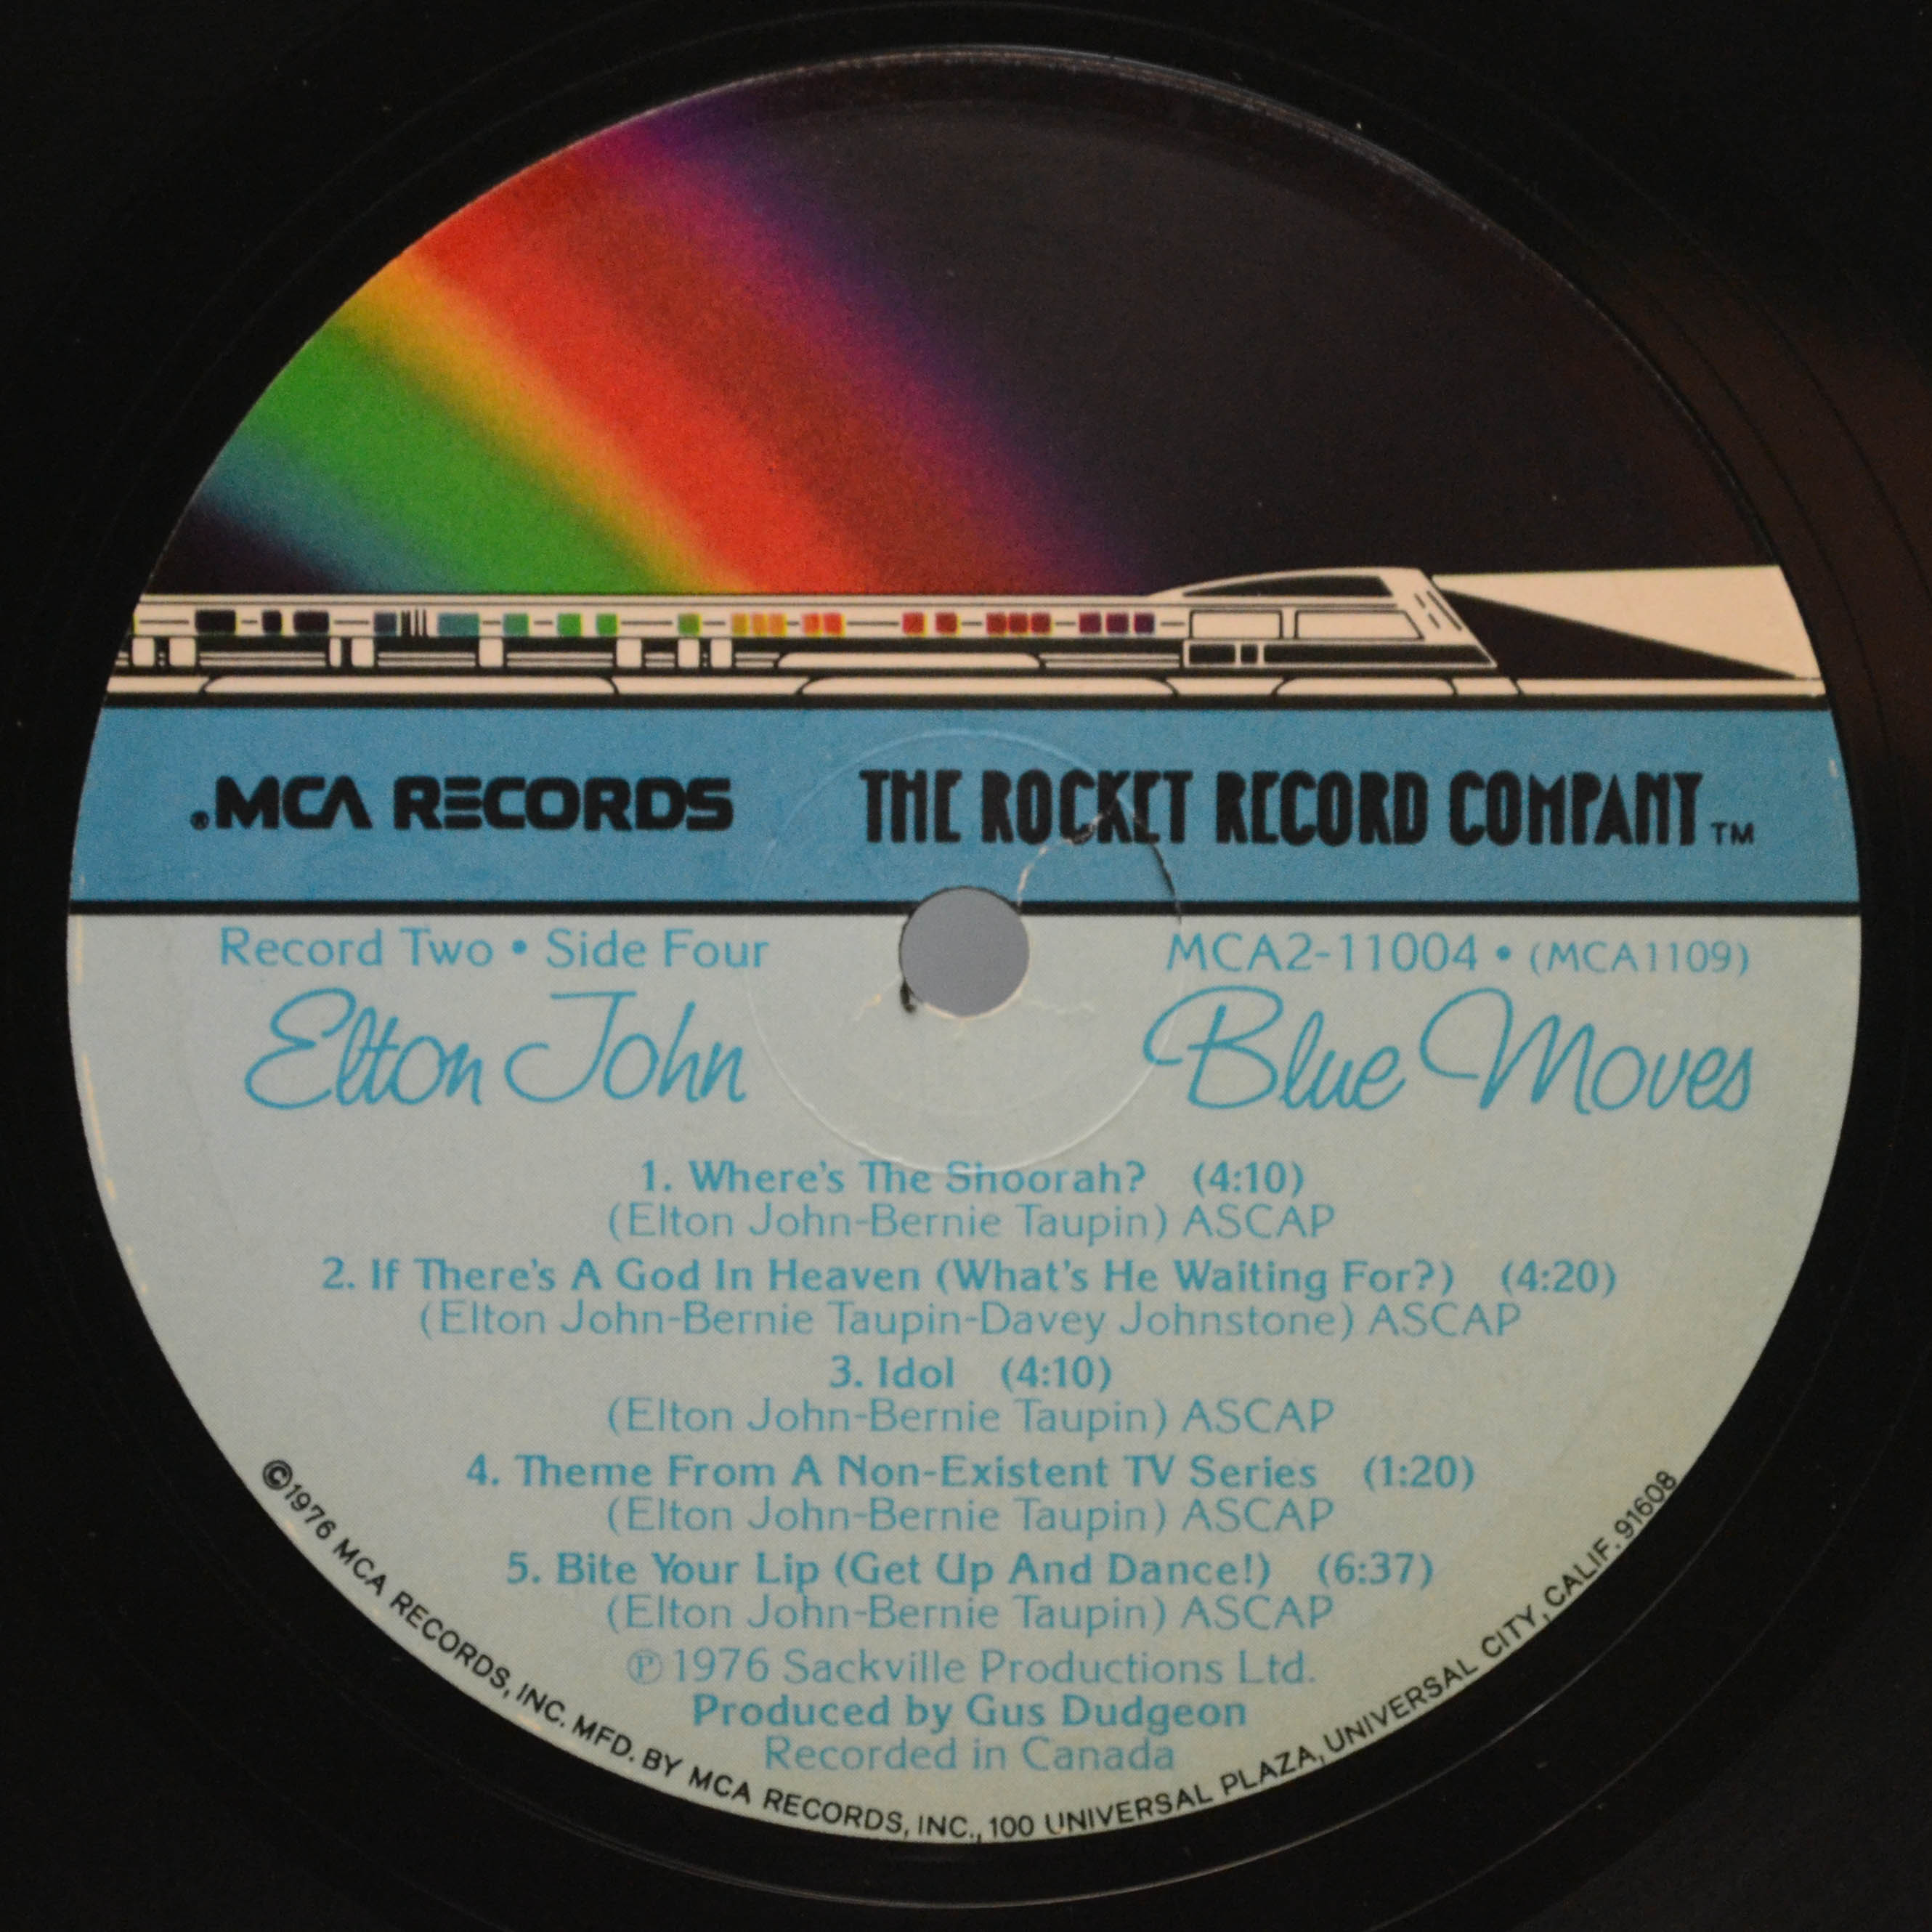 ®MCA RECORDS THE ROCKET RECORD COMPANY TM
Record Two • Side Four MCA2-11004 • (MCA1109)
Elton John Blue Moves
1. Where's The Shoorah? (4:10)
(Elton John-Bernie Taupin) ASCAP
2. If There's A God In Heaven (What's He Waiting For?) (4:20)
(Elton John-Bernie Taupin-Davey Johnstone) ASCAP
3. Idol (4:10)
(Elton John-Bernie Taupin) ASCAP
4. Theme From A Non-Existent TV Series (1:20)
(Elton John-Bernie Taupin) ASCAP
5. Bite Your Lip (Get Up And Dance!) (6:37)
(Elton John-Bernie Taupin) ASCAP
℗ 1976 Sackville Productions Ltd.
Produced by Gus Dudgeon
Recorded in Canada
©1976 MCA RECORDS, INC. MFD. BY MCA RECORDS, INC., 100 UNIVERSAL PLAZA, UNIVERSAL CITY, CALIF. 91608